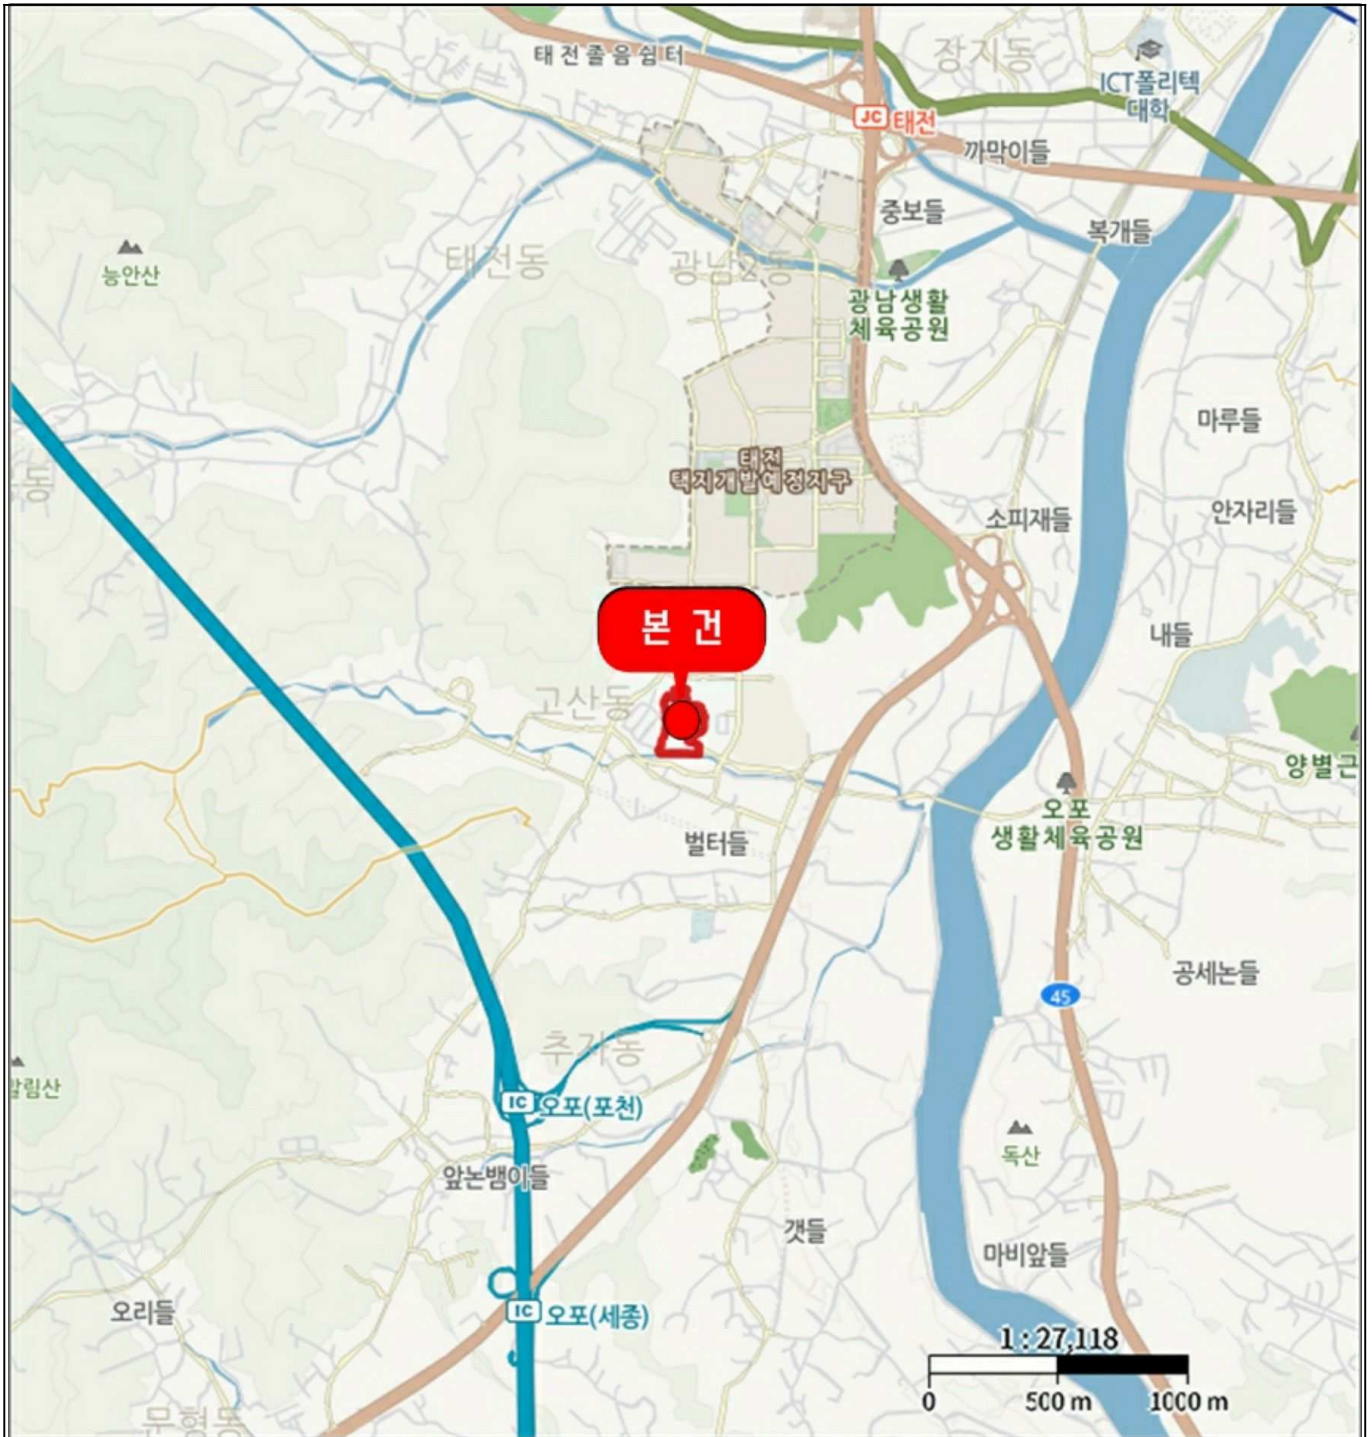 장지동
태전졸음쉼터
ICT폴리텍
대학
JC 태전
까막이들
중보들
복개들
태전동
광남2동
능안산
광남생활
체육공원
마루들
태전
택지개발예정지구
동
안자리들
소피재들
본 건
내들
고산동
양벌근
오포
생활체육공원
벌터들
공세논들
45
추자동
IC 오포(포천)
독산
앞논뱀이들
갯들
마비앞들
오리들
IC 오포(세종)
1 : 27,118
0 500 m 1000 m
문형동